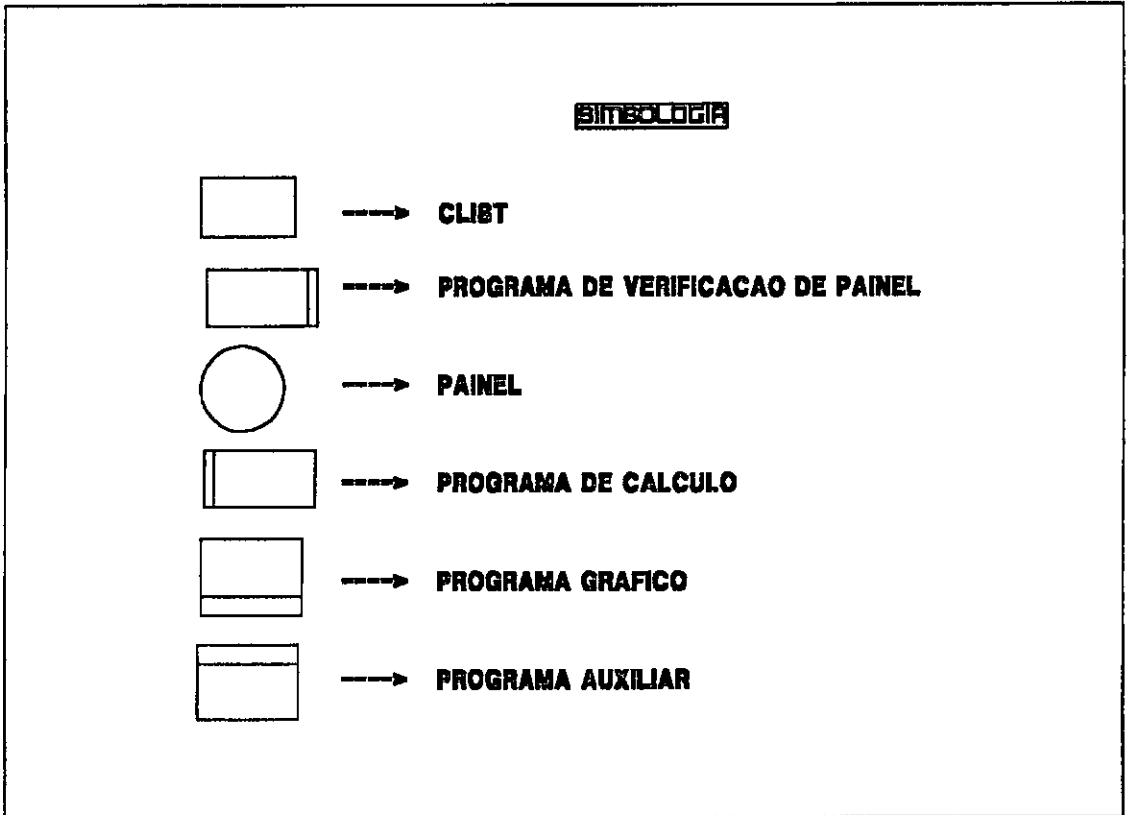 SIMBOLOGIA
CLIST
PROGRAMA DE VERIFICACAO DE PAINEL
PAINEL
PROGRAMA DE CALCULO
PROGRAMA GRAFICO
PROGRAMA AUXILIAR